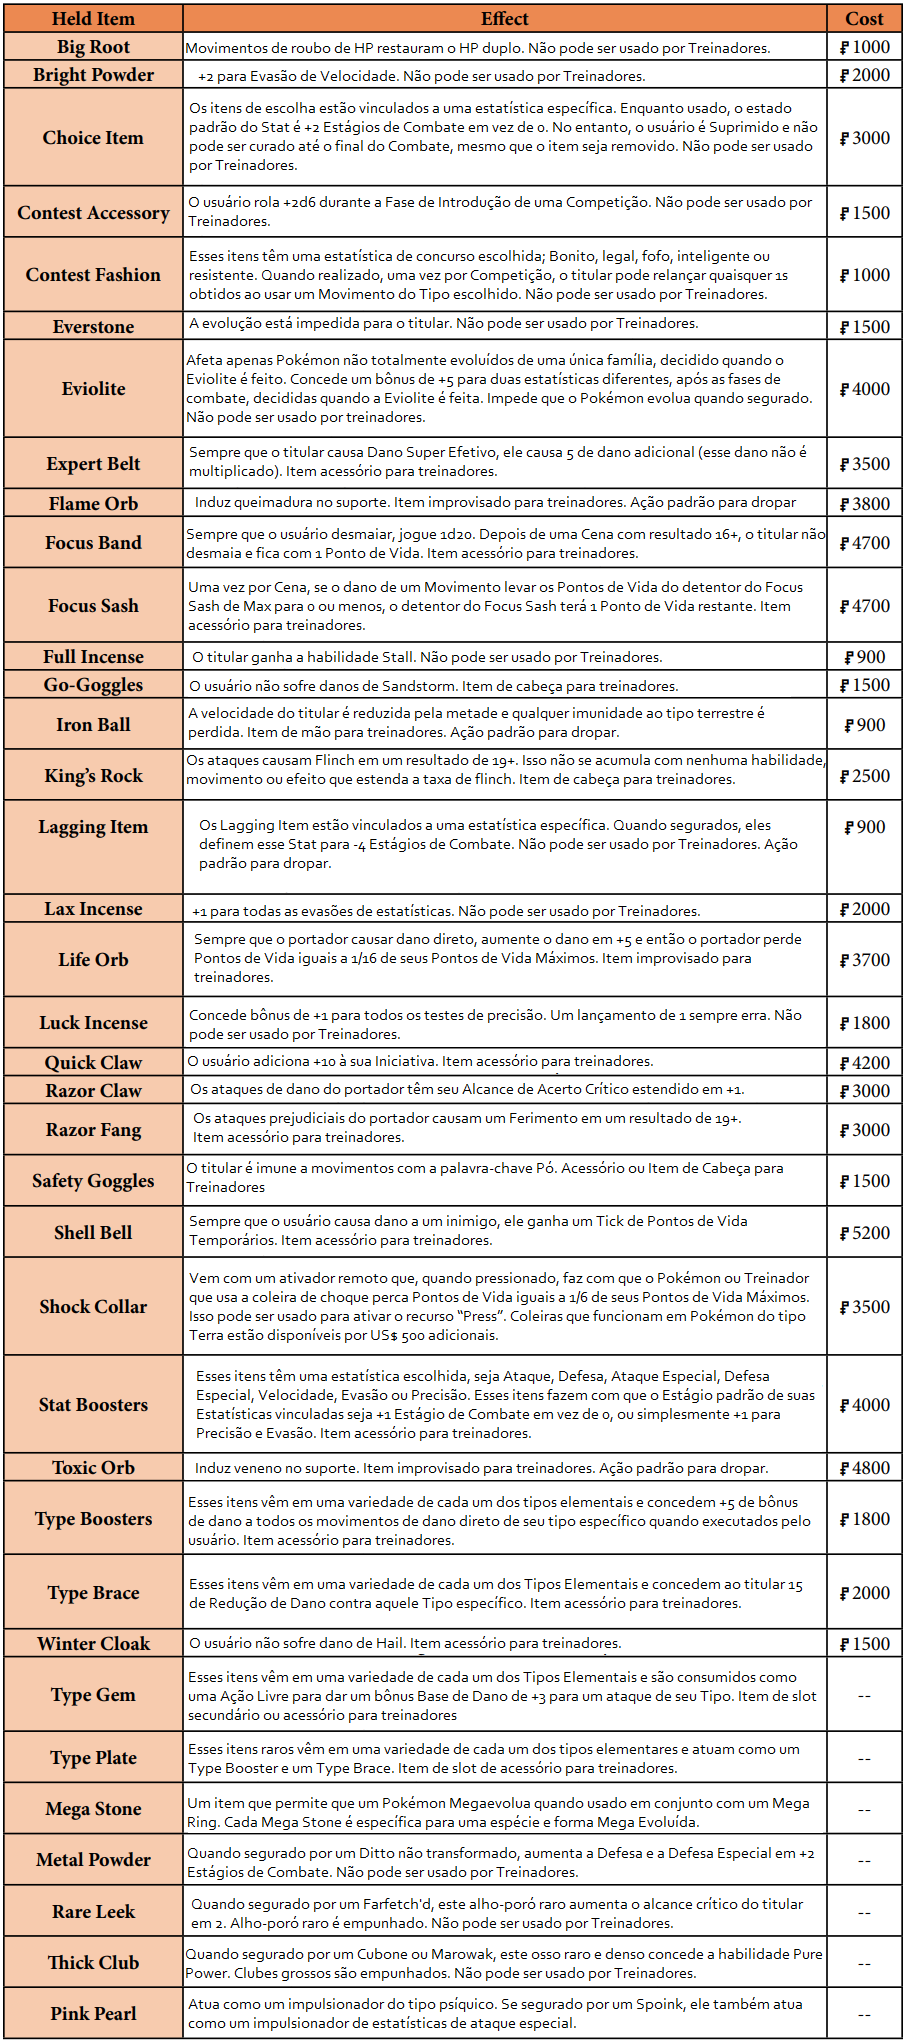 Held Item Effect Cost
Big Root Movimentos de roubo de HP restauram o HP duplo. Não pode ser usado por Treinadores. ₣ 1000
Bright Powder +2 para Evasão de Velocidade. Não pode ser usado por Treinadores. ₣ 2000
Os itens de escolha estão vinculados a uma estatística específica. Enquanto usado, o estado
padrão do Stat é +2 Estágios de Combate em vez de 0. No entanto, o usuário é Suprimido e não
Choice Item ₣ 3000
pode ser curado até o final do Combate, mesmo que o item seja removido. Não pode ser usado
por Treinadores.
O usuário rola +2d6 durante a Fase de Introdução de uma Competição. Não pode ser usado por
Contest Accessory ₣ 1500
Treinadores.
Esses itens têm uma estatística de concurso escolhida; Bonito, legal, fofo, inteligente ou
Contest Fashion resistente. Quando realizado, uma vez por Competição, o titular pode relançar quaisquer 1s ₣ 1000
obtidos ao usar um Movimento do Tipo escolhido. Não pode ser usado por Treinadores.
Everstone A evolução está impedida para o titular. Não pode ser usado por Treinadores. ₣ 1500
Afeta apenas Pokémon não totalmente evoluídos de uma única família, decidido quando o
Eviolite é feito. Concede um bônus de +5 para duas estatísticas diferentes, após as fases de
Eviolite ₣ 4000
combate, decididas quando a Eviolite é feita. Impede que o Pokémon evolua quando segurado.
Não pode ser usado por treinadores.
Sempre que o titular causa Dano Super Efetivo, ele causa 5 de dano adicional (esse dano não é
Expert Belt ₣ 3500
multiplicado). Item acessório para treinadores.
Flame Orb Induz queimadura no suporte. Item improvisado para treinadores. Ação padrão para dropar ₣ 3800
Sempre que o usuário desmaiar, jogue 1d20. Depois de uma Cena com resultado 16+, o titular não
Focus Band ₣ 4700
desmaia e fica com 1 Ponto de Vida. Item acessório para treinadores.
Uma vez por Cena, se o dano de um Movimento levar os Pontos de Vida do detentor do Focus
Focus Sash Sash de Max para 0 ou menos, o detentor do Focus Sash terá 1 Ponto de Vida restante. Item ₣ 4700
acessório para treinadores.
Full Incense O titular ganha a habilidade Stall. Não pode ser usado por Treinadores. ₣ 900
Go-Goggles O usuário não sofre danos de Sandstorm. Item de cabeça para treinadores. ₣ 1500
A velocidade do titular é reduzida pela metade e qualquer imunidade ao tipo terrestre é
Iron Ball ₣ 900
perdida. Item de mão para treinadores. Ação padrão para dropar.
Os ataques causam Flinch em um resultado de 19+. Isso não se acumula com nenhuma habilidade,
King's Rock ₣ 2500
movimento ou efeito que estenda a taxa de flinch. Item de cabeça para treinadores.
Lagging Item Os Lagging Item estão vinculados a uma estatística específica. Quando segurados, eles ₣ 900
definem esse Stat para -4 Estágios de Combate. Não pode ser usado por Treinadores. Ação
padrão para dropar.
Lax Incense +1 para todas as evasões de estatísticas. Não pode ser usado por Treinadores. ₣ 2000
Sempre que o portador causar dano direto, aumente o dano em +5 e então o portador perde
Life Orb Pontos de Vida iguais a 1/16 de seus Pontos de Vida Máximos. Item improvisado para ₣ 3700
treinadores.
Concede bônus de +1 para todos os testes de precisão. Um lançamento de 1 sempre erra. Não
Luck Incense ₣ 1800
pode ser usado por Treinadores.
Quick Claw O usuário adiciona +10 à sua Iniciativa. Item acessório para treinadores. ₣ 4200
Razor Claw Os ataques de dano do portador têm seu Alcance de Acerto Crítico estendido em +1. ₣ 3000
Os ataques prejudiciais do portador causam um Ferimento em um resultado de 19+.
Razor Fang ₣ 3000
Item acessório para treinadores.
O titular é imune a movimentos com a palavra-chave Pó. Acessório ou Item de Cabeça para
Safety Goggles ₣ 1500
Treinadores
Sempre que o usuário causa dano a um inimigo, ele ganha um Tick de Pontos de Vida
Shell Bell ₣ 5200
Temporários. Item acessório para treinadores.
Vem com um ativador remoto que, quando pressionado, faz com que o Pokémon ou Treinador
que usa a coleira de choque perca Pontos de Vida iguais a 1/6 de seus Pontos de Vida Máximos.
Shock Collar ₣ 3500
Isso pode ser usado para ativar o recurso “Press”. Coleiras que funcionam em Pokémon do tipo
Terra estão disponíveis por US$ 500 adicionais.
Esses itens têm uma estatística escolhida, seja Ataque, Defesa, Ataque Especial, Defesa
Especial, Velocidade, Evasão ou Precisão. Esses itens fazem com que o Estágio padrão de suas
Stat Boosters ₣ 4000
Estatísticas vinculadas seja +1 Estágio de Combate em vez de 0, ou simplesmente +1 para
Precisão e Evasão. Item acessório para treinadores.
Toxic Orb Induz veneno no suporte. Item improvisado para treinadores. Ação padrão para dropar. ₣ 4800
Esses itens vêm em uma variedade de cada um dos tipos elementais e concedem +5 de bônus
Type Boosters de dano a todos os movimentos de dano direto de seu tipo específico quando executados pelo ₣ 1800
usuário. Item acessório para treinadores.
Esses itens vêm em uma variedade de cada um dos Tipos Elementais e concedem ao titular 15
Type Brace ₣ 2000
de Redução de Dano contra aquele Tipo específico. Item acessório para treinadores.
Winter Cloak O usuário não sofre dano de Hail. Item acessório para treinadores. ₣ 1500
Esses itens vêm em uma variedade de cada um dos Tipos Elementais e são consumidos como
Type Gem uma Ação Livre para dar um bônus Base de Dano de +3 para um ataque de seu Tipo. Item de slot --
secundário ou acessório para treinadores
Esses itens raros vêm em uma variedade de cada um dos tipos elementares e atuam como um
Type Plate --
Type Booster e um Type Brace. Item de slot de acessório para treinadores.
Um item que permite que um Pokémon Megaevolua quando usado em conjunto com um Mega
Mega Stone --
Ring. Cada Mega Stone é específica para uma espécie e forma Mega Evoluída.
Quando segurado por um Ditto não transformado, aumenta a Defesa e a Defesa Especial em +2
Metal Powder --
Estágios de Combate. Não pode ser usado por Treinadores.
Quando segurado por um Farfetch'd, este alho-poró raro aumenta o alcance crítico do titular
Rare Leek --
em 2. Alho-poró raro é empunhado. Não pode ser usado por Treinadores.
Quando segurado por um Cubone ou Marowak, este osso raro e denso concede a habilidade Pure
Thick Club --
Power. Clubes grossos são empunhados. Não pode ser usado por Treinadores.
Atua como um impulsionador do tipo psíquico. Se segurado por um Spoink, ele também atua
Pink Pearl --
como um impulsionador de estatísticas de ataque especial.